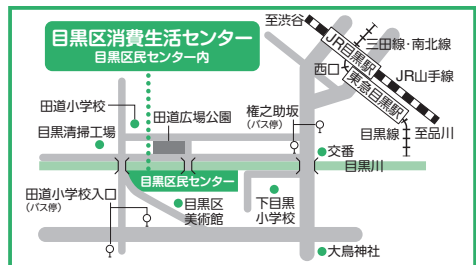 目黒区消費生活センター
目黒区民センター内
至渋谷
JR目黒駅
三田線・南北線
西口
東急目黒駅
JR山手線
田道小学校
田道広場公園
権之助坂
(バス停)
目黒線
至品川
目黒清掃工場
交番
目黒川
目黒区民センター
田道小学校入口
(バス停)
目黒区
美術館
下目黒
小学校
大鳥神社